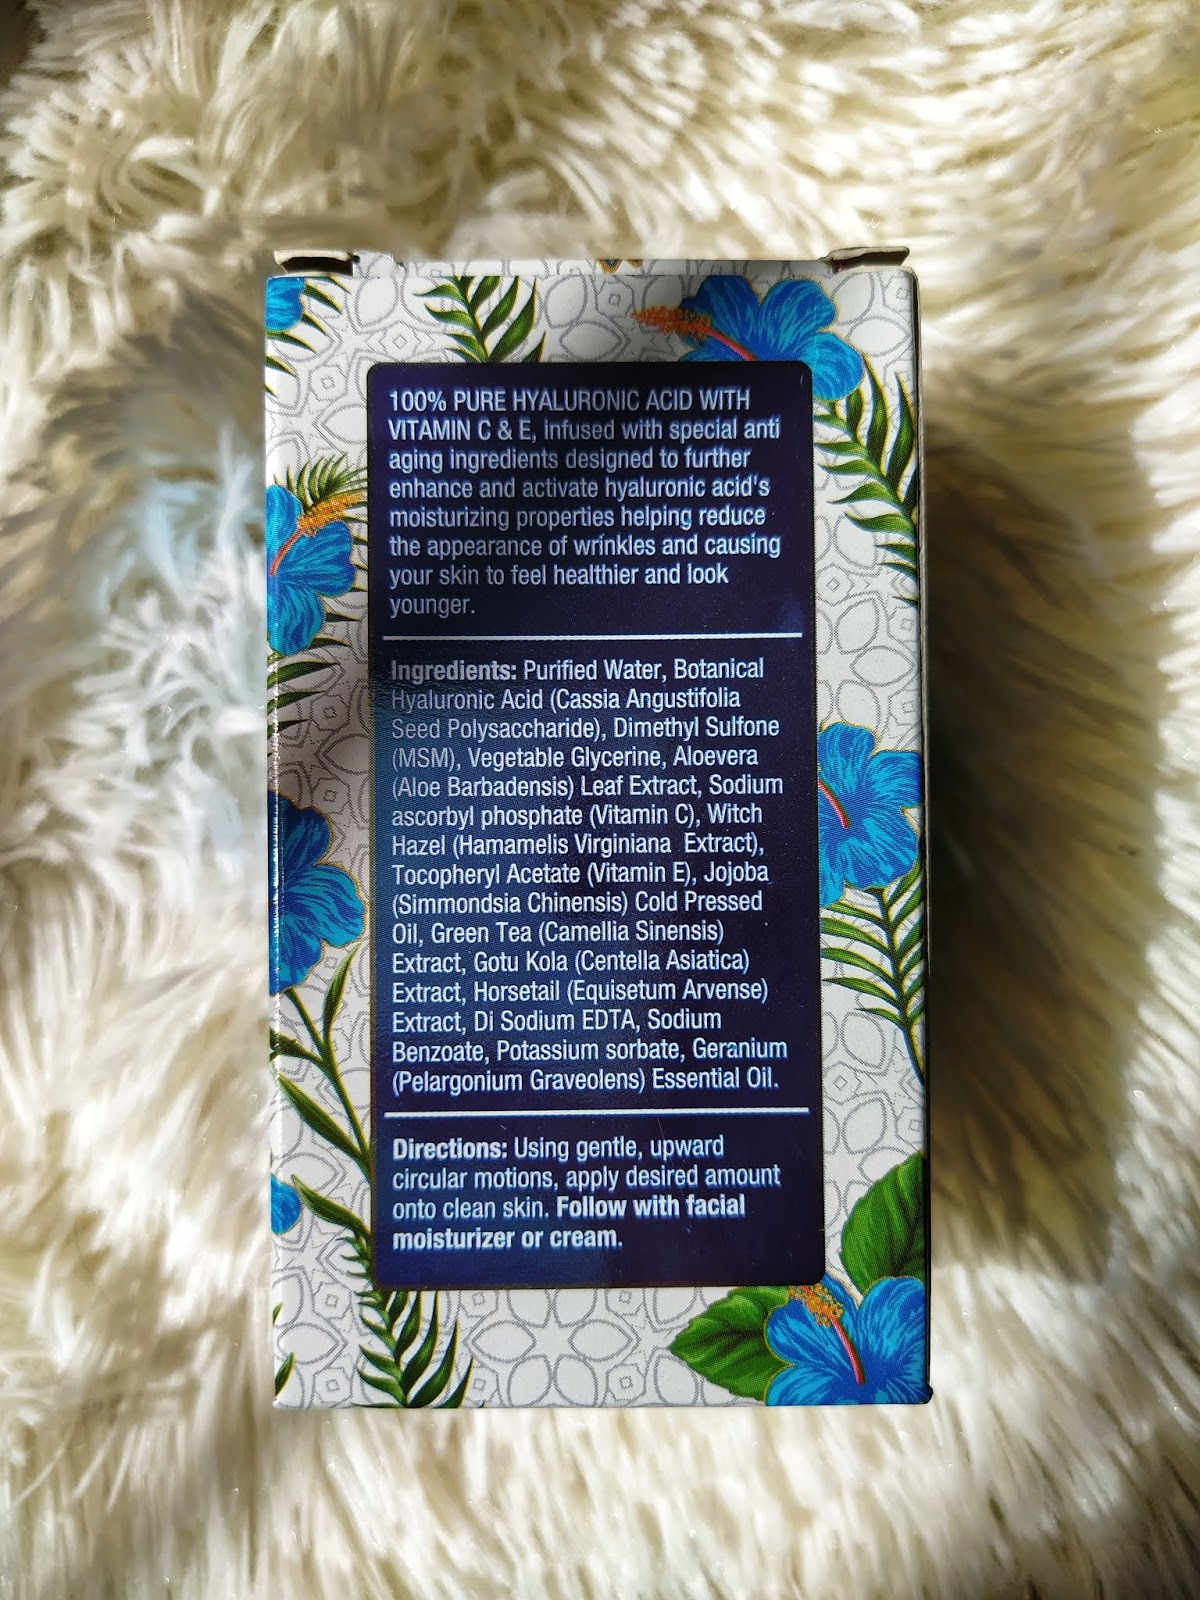 100% PURE HYALURONIC ACID WITH
VITAMIN C & E, infused with special anti
aging ingredients designed to further
enhance and activate hyaluronic acid's
moisturizing properties helping reduce
the appearance of wrinkles and causing
your skin to feel healthier and look
younger.
Ingredients: Purified Water, Botanical
Hyaluronic Acid (Cassia Angustifolia
Seed Polysaccharide), Dimethyl Sulfone
(MSM), Vegetable Glycerine, Aloevera
(Aloe Barbadensis) Leaf Extract, Sodium
ascorbyl phosphate (Vitamin C), Witch
Hazel (Hamamelis Virginiana Extract),
Tocopheryl Acetate (Vitamin E), Jojoba
(Simmondsia Chinensis) Cold Pressed
Oil, Green Tea (Camellia Sinensis)
Extract, Gotu Kola (Centella Asiatica)
Extract, Horsetail (Equisetum Arvense)
Extract, Di Sodium EDTA, Sodium
Benzoate, Potassium sorbate, Geranium
(Pelargonium Graveolens) Essential Oil.
Directions: Using gentle, upward
circular motions, apply desired amount
onto clean skin. Follow with facial
moisturizer or cream.